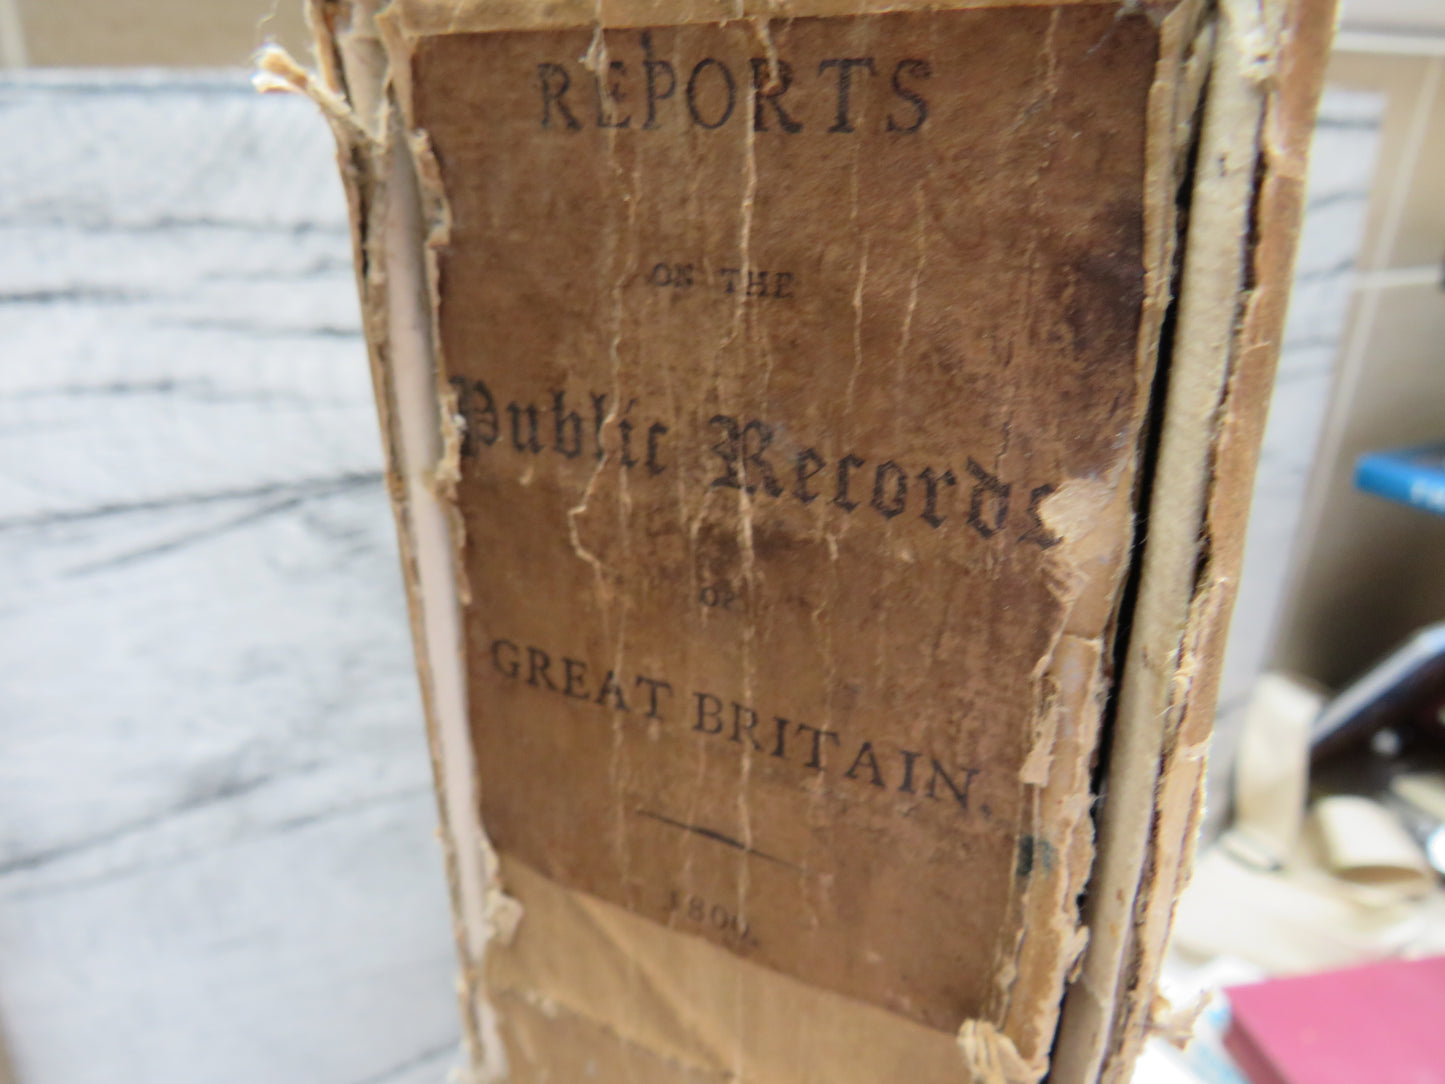 REPORTS
ON THE
Public Records
OF
GREAT BRITAIN.
1800.